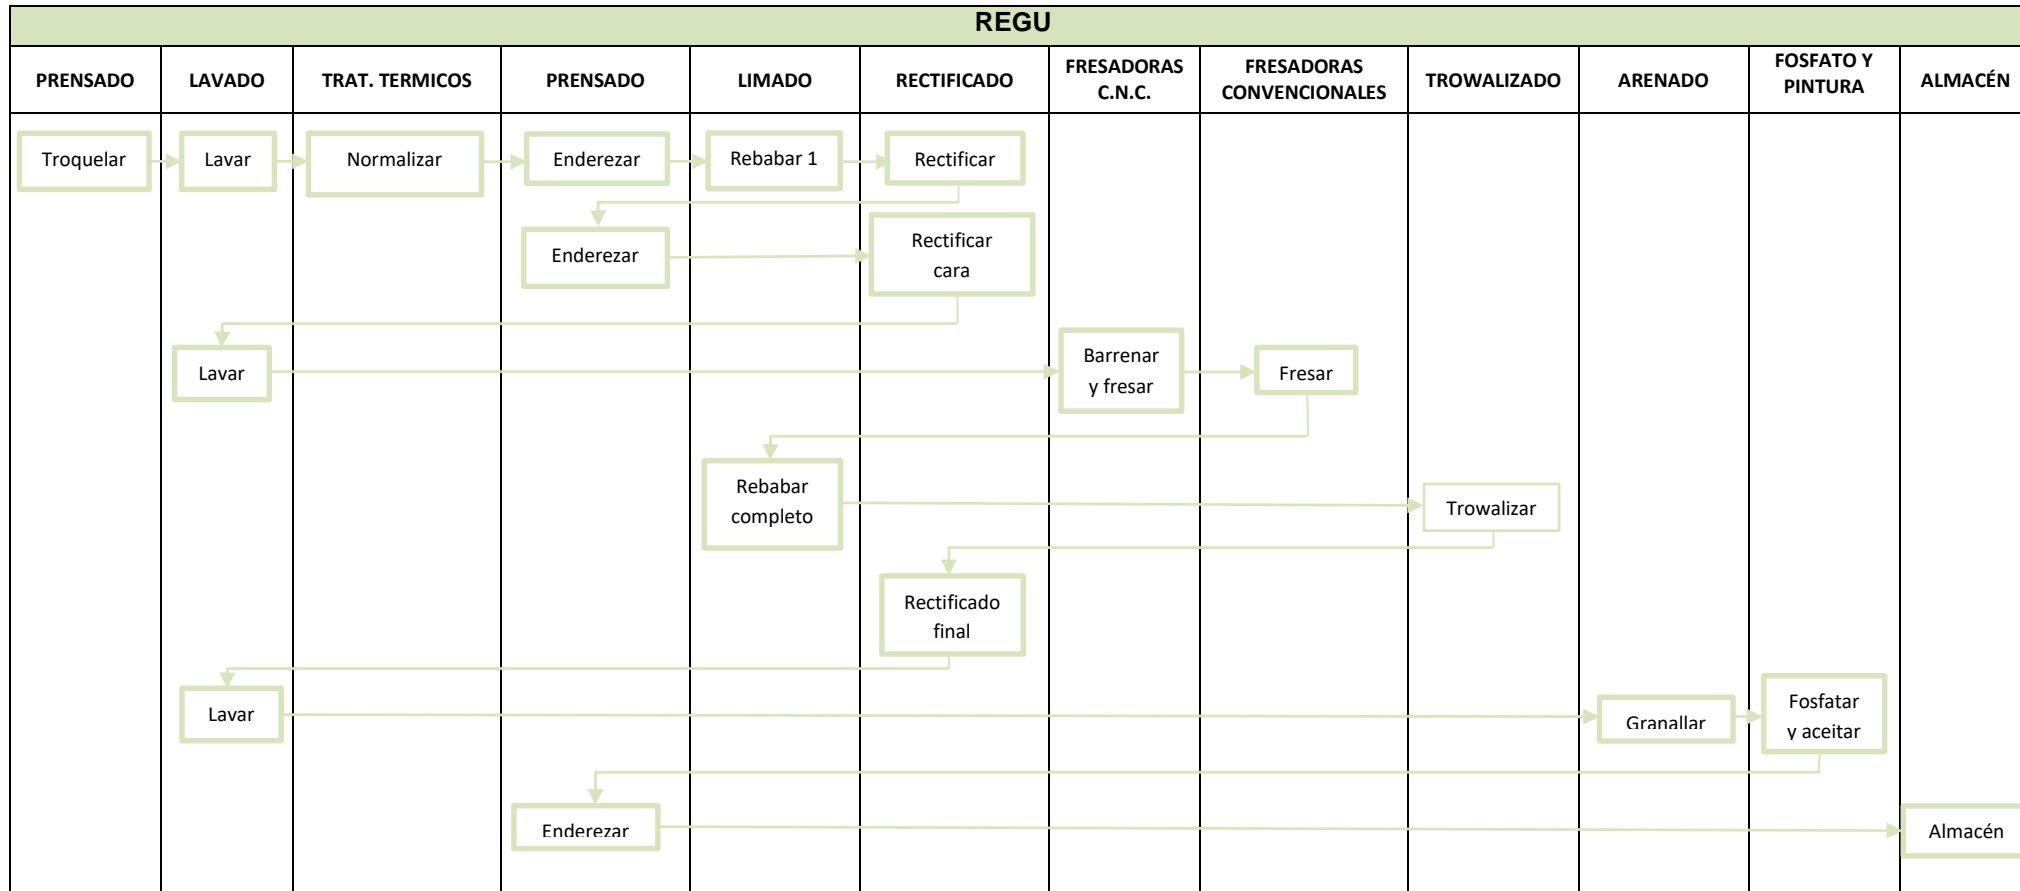 REGU
PRENSADO
LAVADO
TRAT. TERMICOS
PRENSADO
LIMADO
RECTIFICADO
FRESADORAS
C.N.C.
FRESADORAS
CONVENCIONALES
TROWALIZADO
ARENADO
FOSFATO Y
PINTURA
ALMACÉN
Troquelar
Lavar
Normalizar
Enderezar
Rebabar 1
Rectificar
Enderezar
Rectificar
cara
Lavar
Barrenar
y fresar
Fresar
Rebabar
completo
Trowalizar
Rectificado
final
Lavar
Granallar
Fosfatar
y aceitar
Enderezar
Almacén